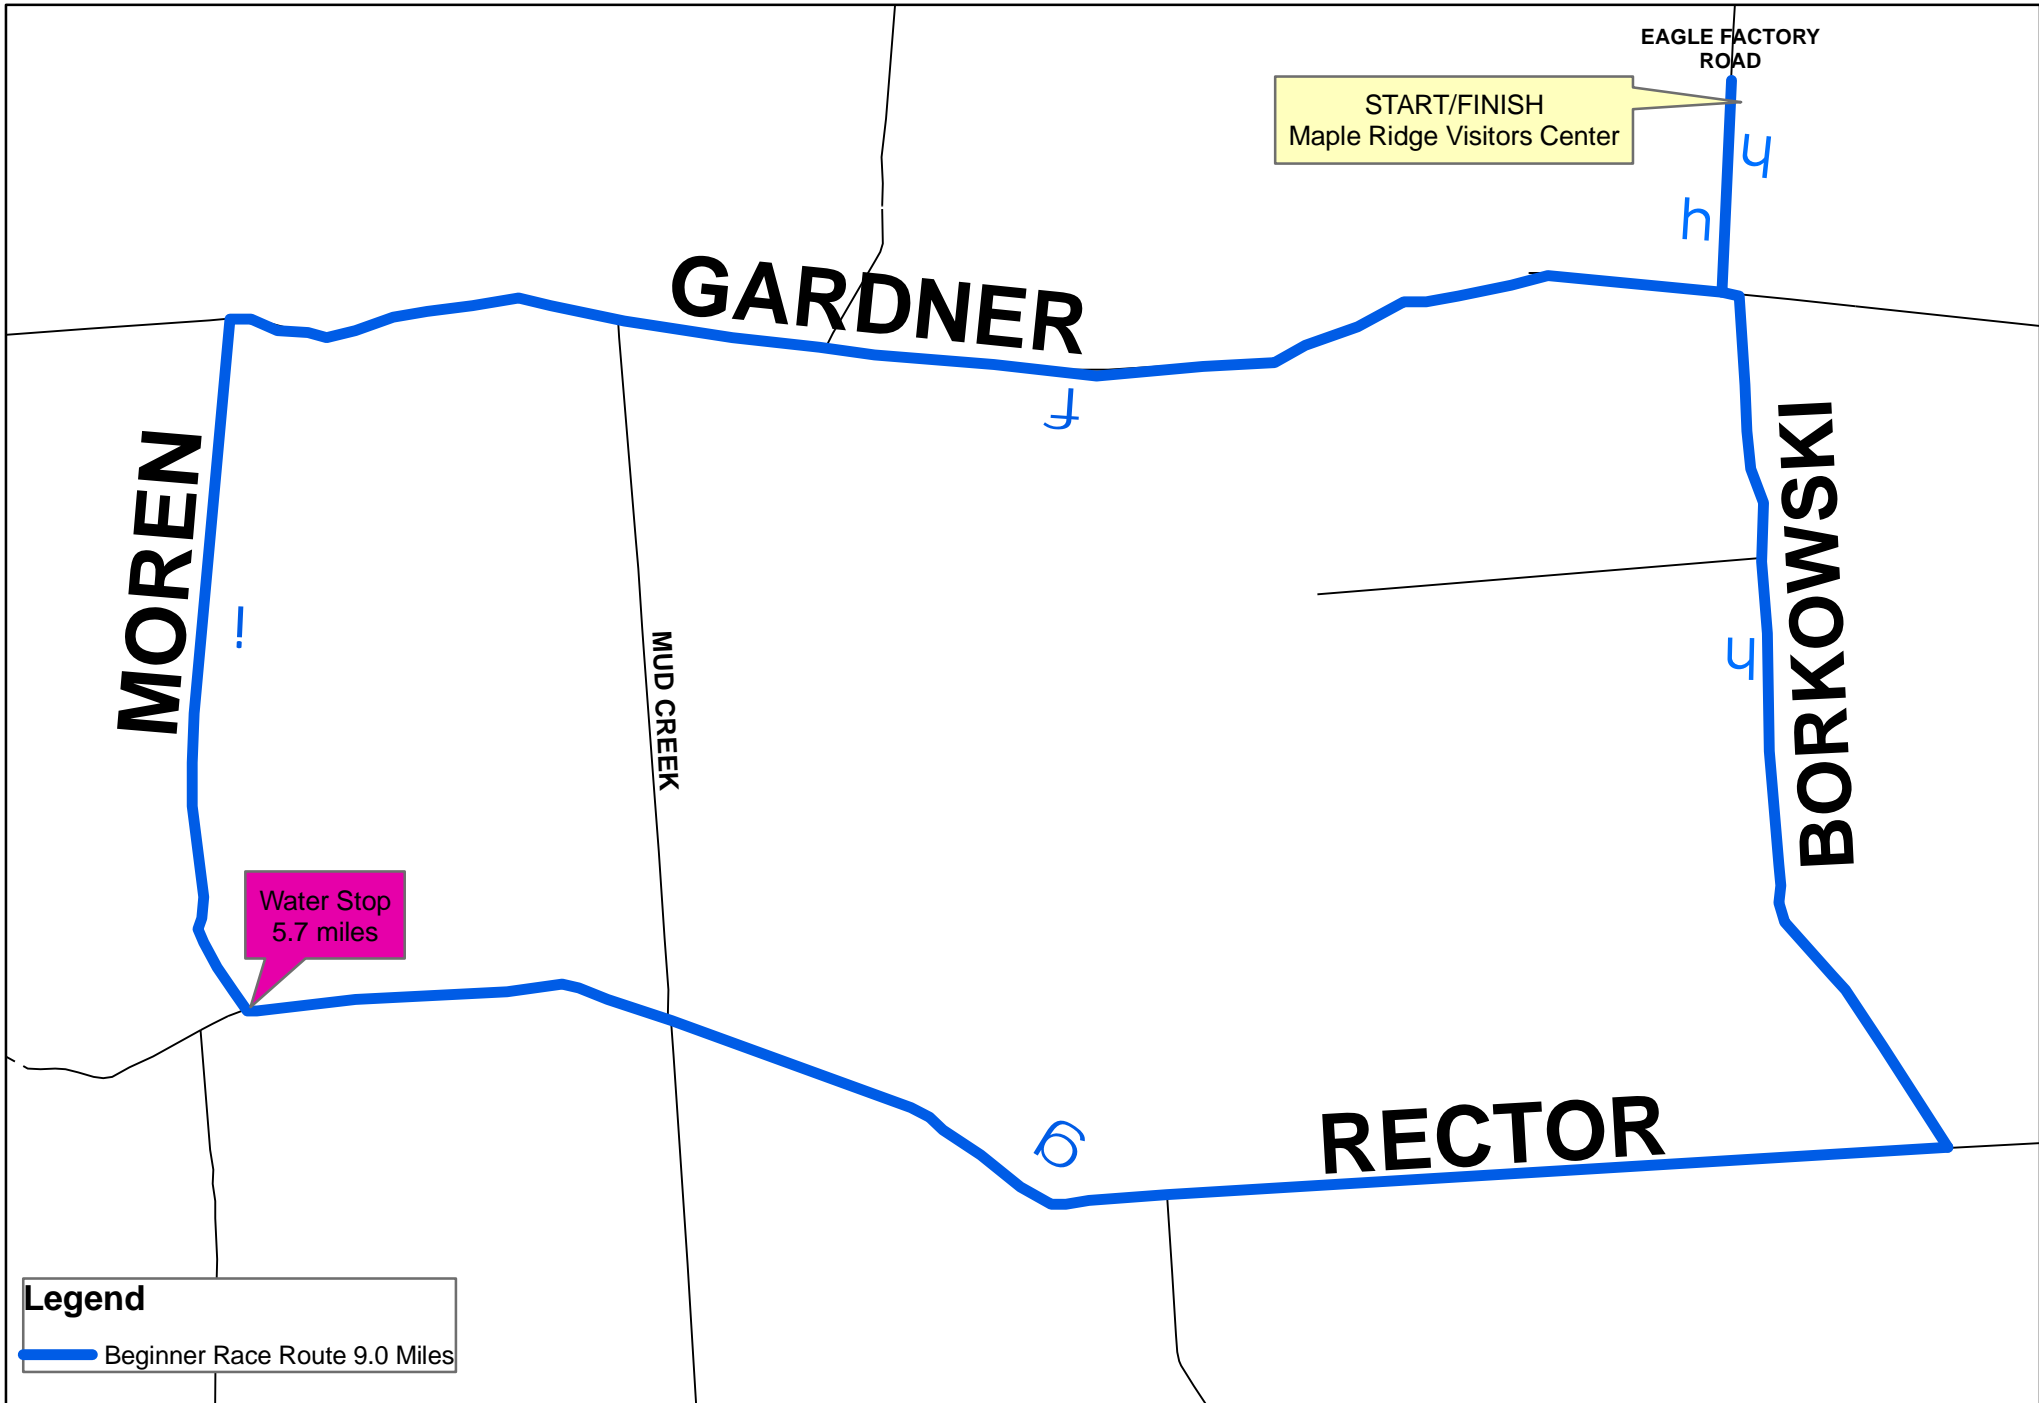 EAGLE FACTORY
ROAD
START/FINISH
Maple Ridge Visitors Center
h
h
GARDNER
f
MOREN
!
MUD CREEK
BORKOWSKI
h
Water Stop
5.7 miles
RECTOR
Legend
Beginner Race Route 9.0 Miles